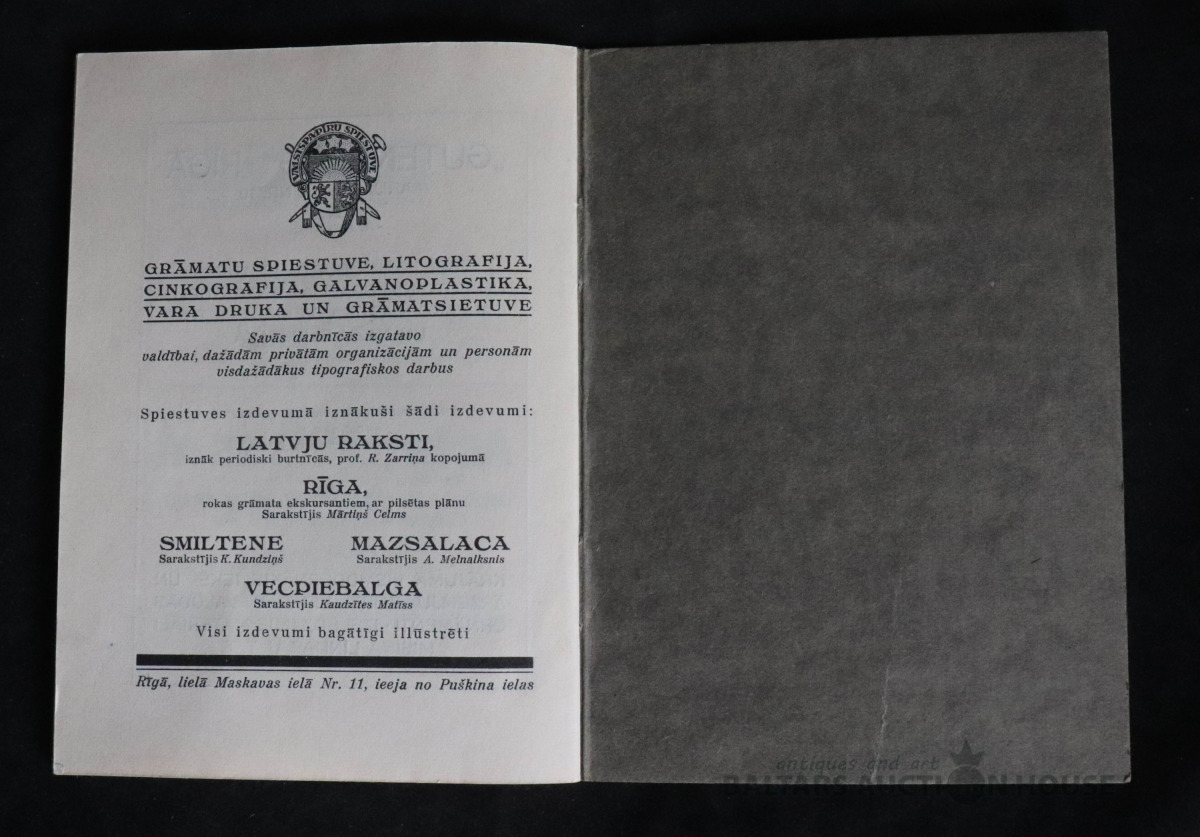 VALSTSPAPĪRU SPIESTUVE
GRĀMATU SPIESTUVE, LITOGRAFIJA,
CINKOGRAFIJA, GALVANOPLASTIKA,
VARA DRUKA UN GRĀMATSIETUVE
Savās darbnīcās izgatavo
valdībai, dažādām privātām organizācijām un personām
visdažādākus tipografiskos darbus
Spiestuves izdevumā iznākuši šādi izdevumi:
LATVJU RAKSTI,
iznāk periodiski burtnīcās, prof. R. Zarriņa kopojumā
RĪGA,
rokas grāmata ekskursantiem, ar pilsētas plānu
Sarakstījis Mārtiņš Celms
SMILTENE MAZSALACA
Sarakstījis K. Kundziņš Sarakstījis A. Melnalksnis
VECPIEBALGA
Sarakstījis Kaudzītes Matīss
Visi izdevumi bagātīgi illūstrēti
Rīgā, lielā Maskavas ielā Nr. 11, ieeja no Puškina ielas
antiques and art
BALTARS AUCTION HOUSE